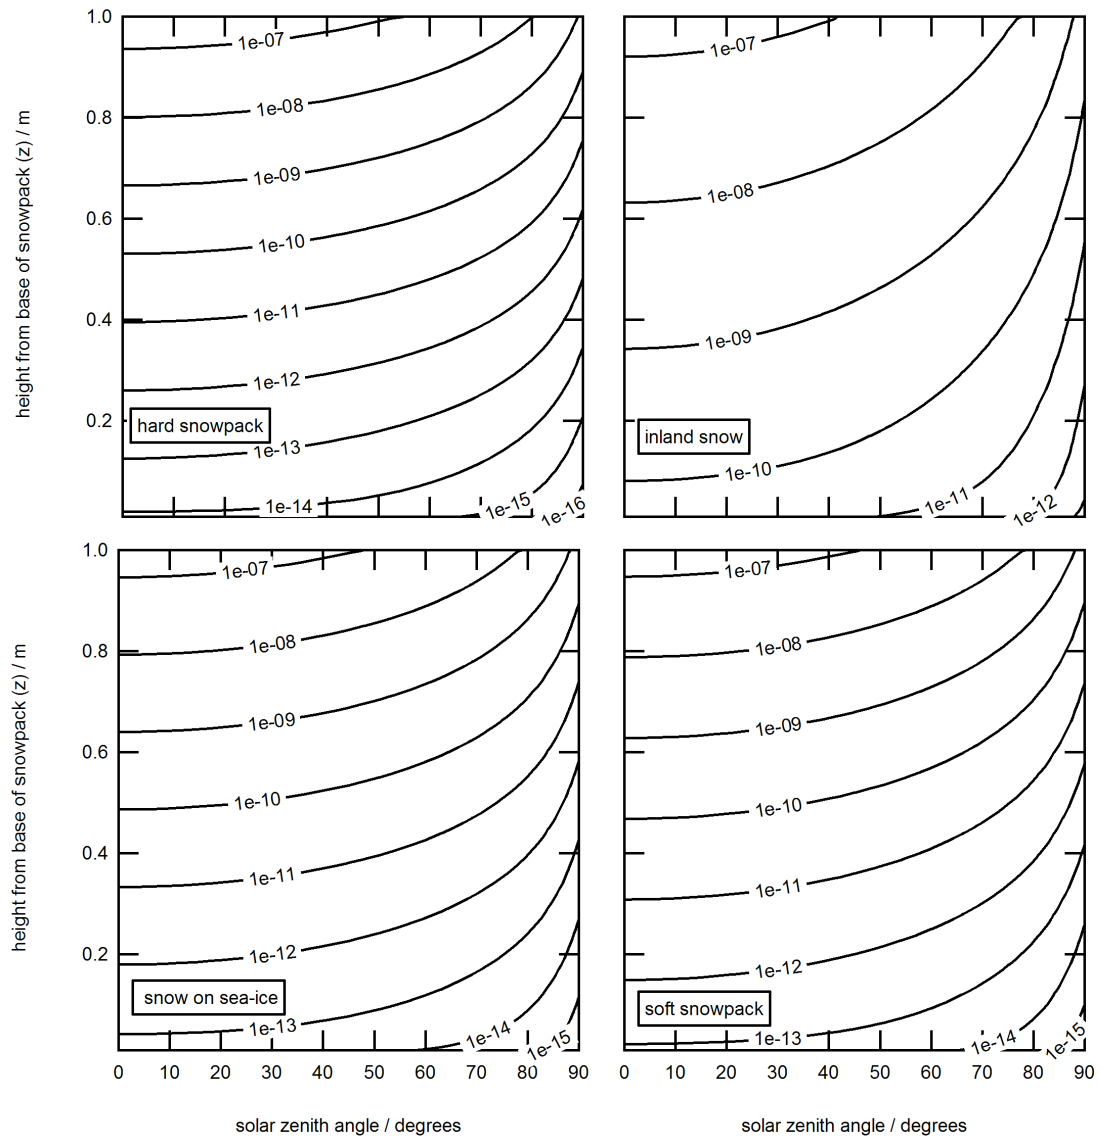 1.0
0.8
0.6
0.4
0.2
height from base of snowpack (z) / m
1e-07
1e-08
1e-09
1e-10
1e-11
1e-12
hard snowpack
1e-13
1e-14
1e-15
1e-16
1e-07
1e-08
1e-09
inland snow
1e-10
1e-11
1e-12
1.0
0.8
0.6
0.4
0.2
height from base of snowpack (z) / m
1e-07
1e-08
1e-09
1e-10
1e-11
1e-12
snow on sea-ice
1e-13
1e-14
1e-15
0 10 20 30 40 50 60 70 80 90
solar zenith angle / degrees
1e-07
1e-08
1e-09
1e-10
1e-11
1e-12
soft snowpack
1e-13
1e-14
1e-15
0 10 20 30 40 50 60 70 80 90
solar zenith angle / degrees